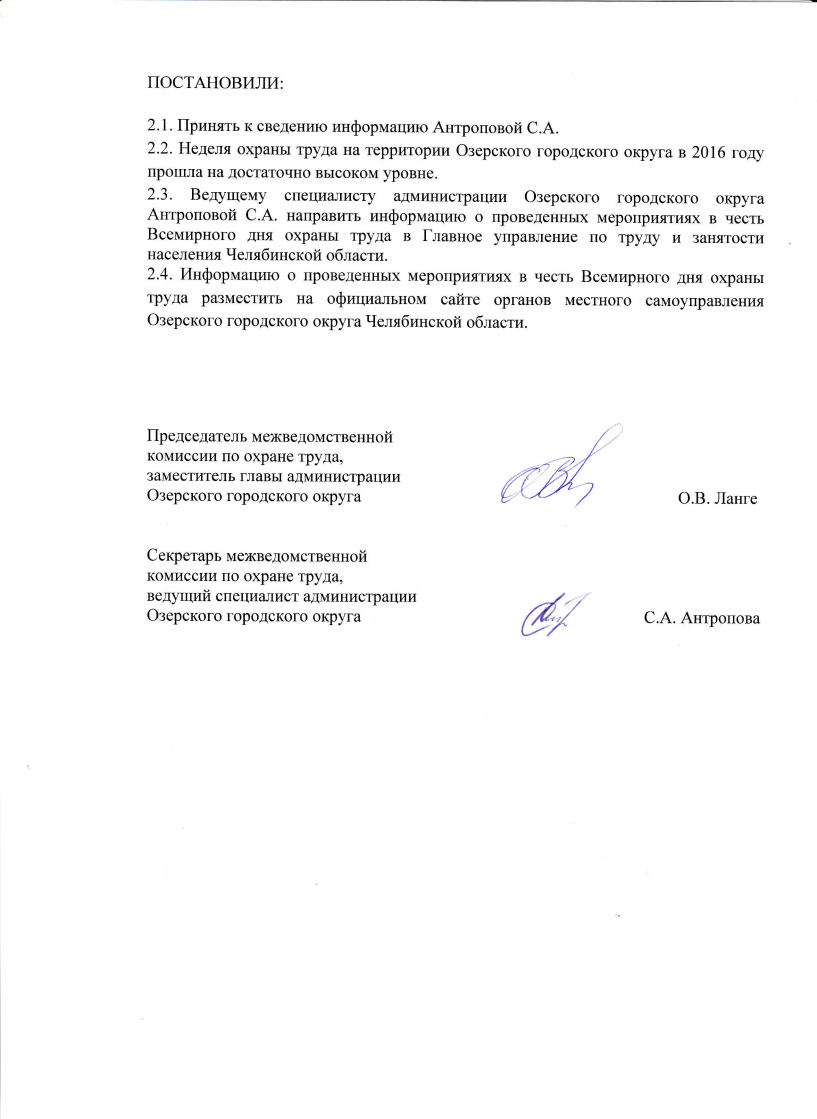 ПОСТАНОВИЛИ:
2.1. Принять к сведению информацию Антроповой С.А.
2.2. Неделя охраны труда на территории Озерского городского округа в 2016 году
прошла на достаточно высоком уровне.
2.3. Ведущему специалисту администрации Озерского городского округа
Антроповой С.А. направить информацию о проведенных мероприятиях в честь
Всемирного дня охраны труда в Главное управление по труду и занятости
населения Челябинской области.
2.4. Информацию о проведенных мероприятиях в честь Всемирного дня охраны
труда разместить на официальном сайте органов местного самоуправления
Озерского городского округа Челябинской области.
Председатель межведомственной
комиссии по охране труда,
заместитель главы администрации
Озерского городского округа О.В. Ланге
Секретарь межведомственной
комиссии по охране труда,
ведущий специалист администрации
Озерского городского округа С.А. Антропова